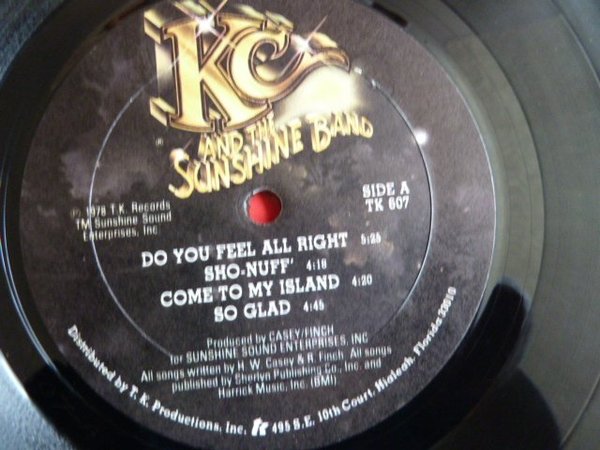 KC
AND THE
SUNSHINE BAND
SIDE A
TK 607
℗ 1978 T.K. Records
TM Sunshine Sound
Enterprises, Inc
DO YOU FEEL ALL RIGHT 5:25
SHO-NUFF' 4:18
COME TO MY ISLAND 4:20
SO GLAD 4:45
Produced by CASEY/FINCH
for SUNSHINE SOUND ENTERPRISES, INC
All songs written by H. W. Casey & R. Finch. All songs
published by Sherlyn Publishing Co., Inc. and
Harrick Music, Inc. (BMI)
Distributed by T. K. Productions, Inc. tk 495 S.E. 10th Court, Hialeah, Florida 33010